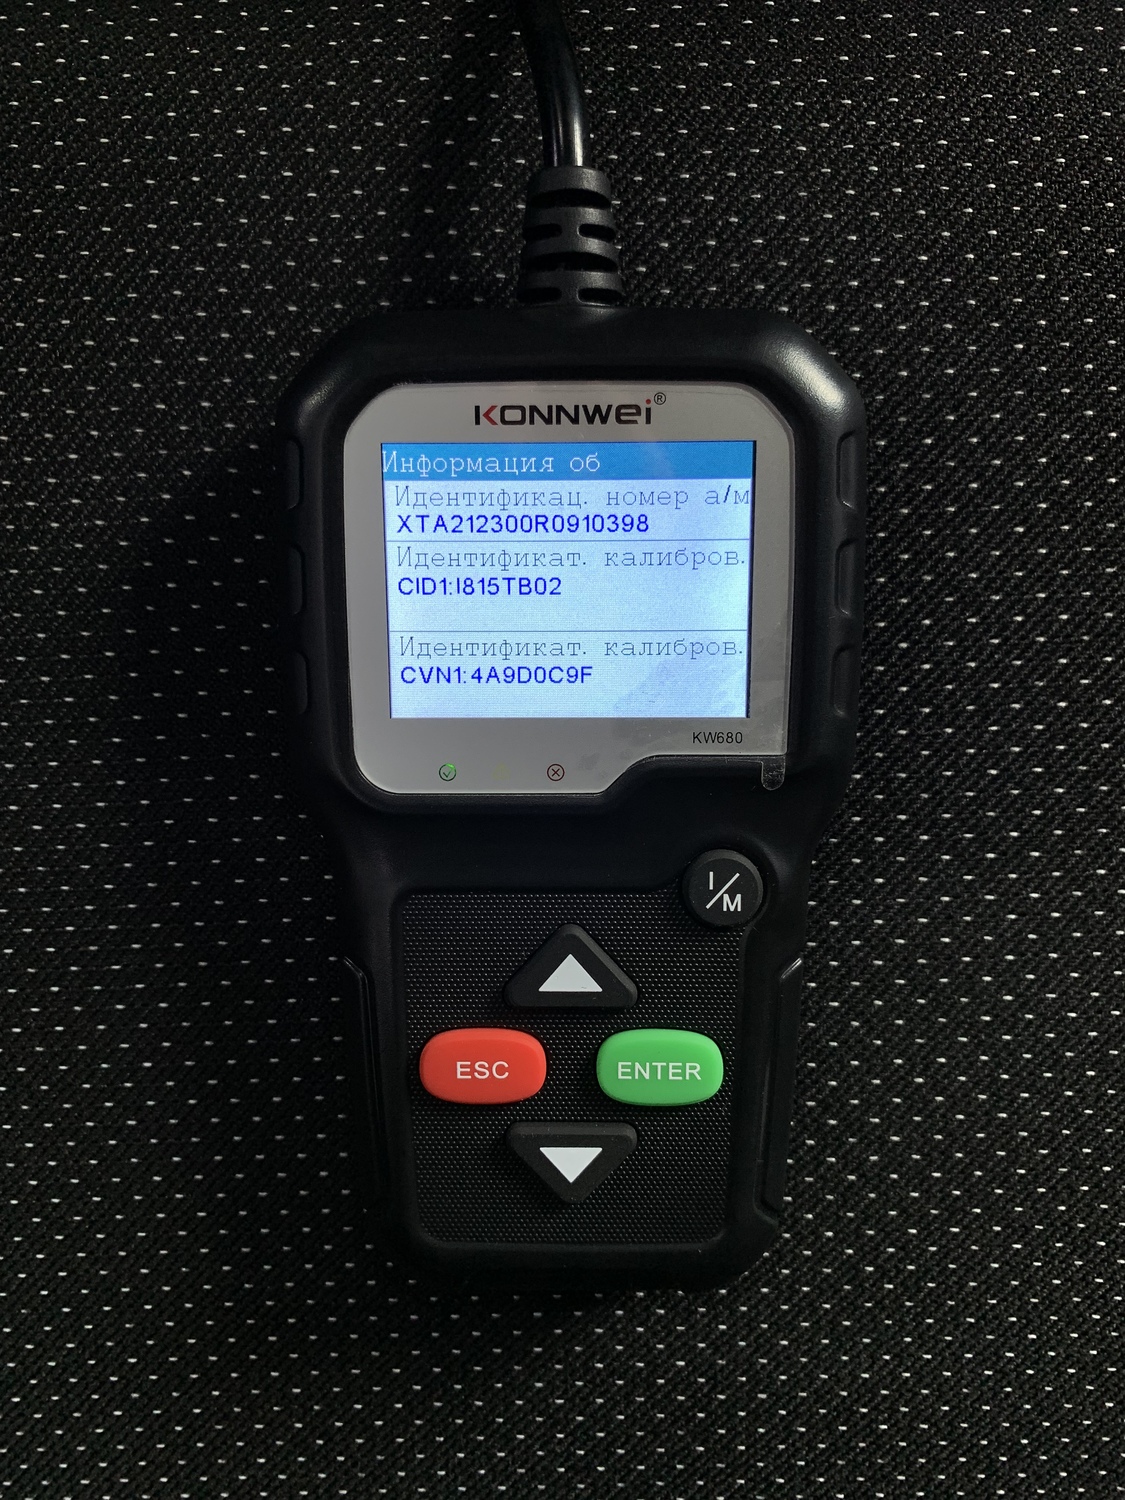 KONNWEI®
Информация об
Идентификац. номер а/м
XTA212300R0910398
Идентификат. калибров.
CID1:I815TB02
Идентификат. калибров.
CVN1:4A9D0C9F
KW680
I/M
ESC
ENTER